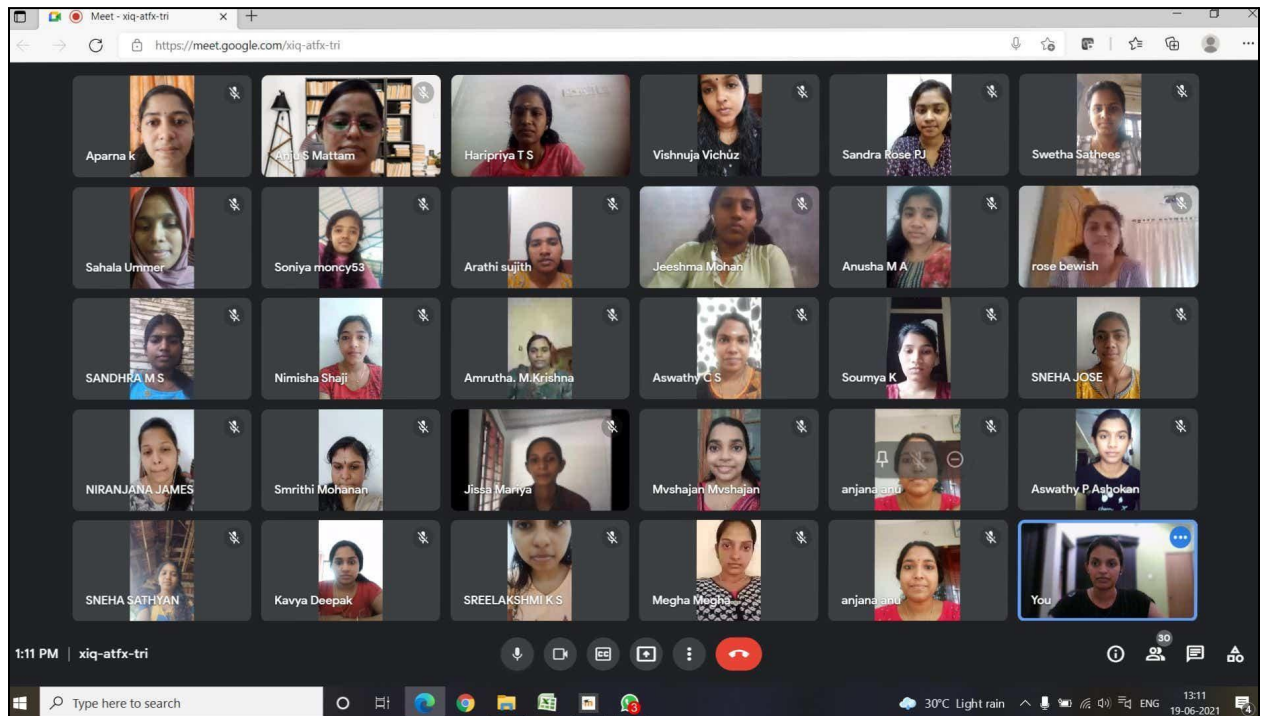 Meet - xiq-atfx-tri
https://meet.google.com/xiq-atfx-tri
Aparna k
Anju S Mattam
Haripriya T S
Vishnuja Vichüz
Sandra Rose PJ
Swetha Sathees
Sahala Ummer
Soniya moncy53
Arathi sujith
Jeeshma Mohan
Anusha M A
rose bewish
SANDHRA M S
Nimisha Shaji
Amrutha. M.Krishna
Aswathy C S
Soumya K
SNEHA JOSE
NIRANJANA JAMES
Smrithi Mohanan
Jissa Mariya
Mvshajan Mvshajan
anjana anu
Aswathy P Ashokan
SNEHA SATHYAN
Kavya Deepak
SREELAKSHMI K S
Megha Megha
anjana anu
You
1:11 PM | xiq-atfx-tri
CC
30
Type here to search
3
30°C Light rain
ENG
13:11
19-06-2021
4